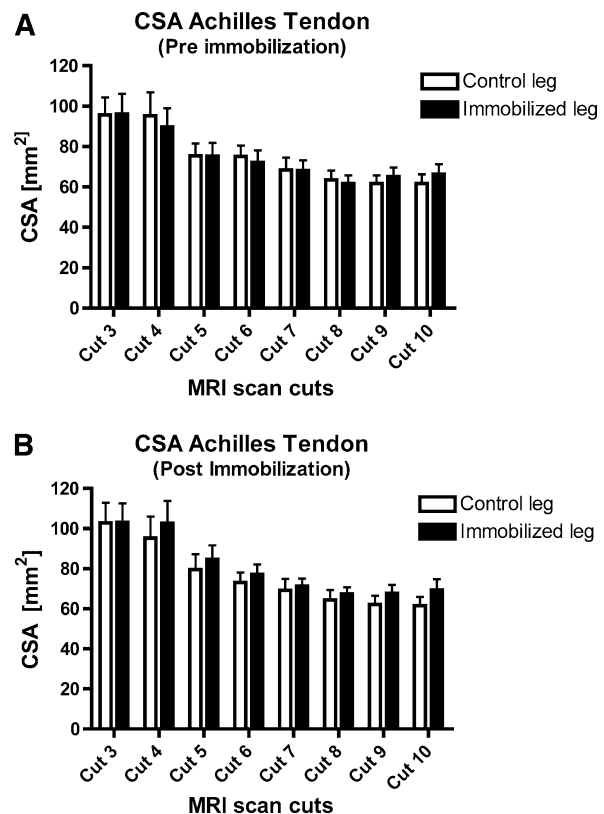 A
CSA Achilles Tendon
(Pre immobilization)
Control leg
Immobilized leg
CSA [mm²]
120
100
80
60
40
20
0
Cut 3
Cut 4
Cut 5
Cut 6
Cut 7
Cut 8
Cut 9
Cut 10
MRI scan cuts
B
CSA Achilles Tendon
(Post Immobilization)
Control leg
Immobilized leg
CSA [mm²]
120
100
80
60
40
20
0
Cut 3
Cut 4
Cut 5
Cut 6
Cut 7
Cut 8
Cut 9
Cut 10
MRI scan cuts